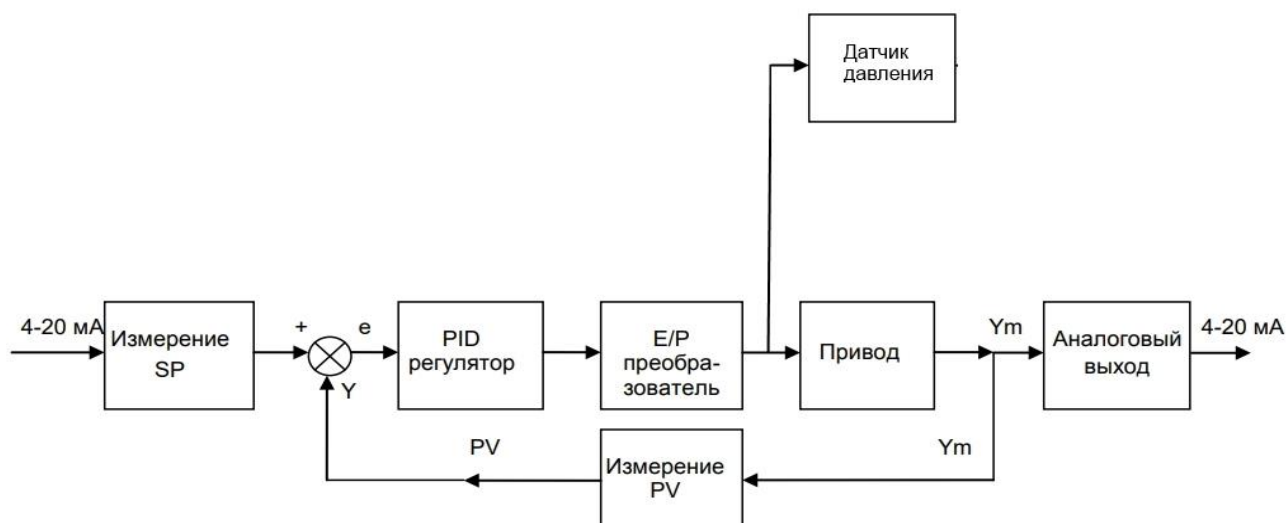 Датчик
давления
4-20 мА
Измерение
SP
+
e
Y
PID
регулятор
E/P
преобра-
зователь
Привод
Ym
Аналоговый
выход
4-20 мА
PV
Измерение
PV
Ym